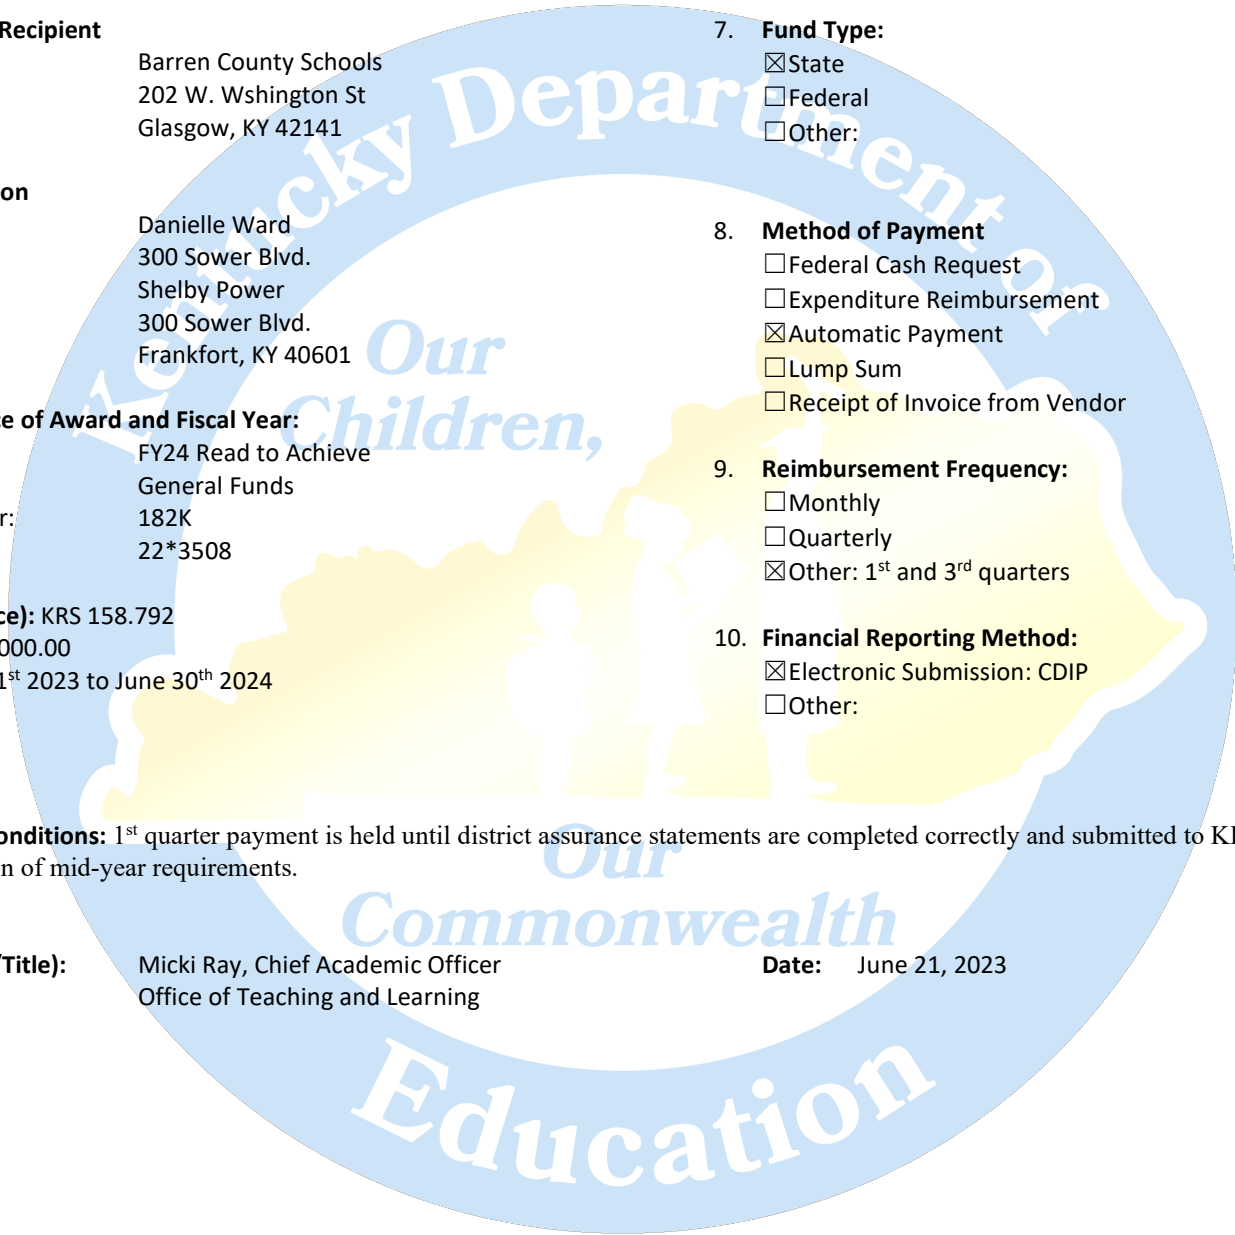 Recipient
Barren County Schools
202 W. Wshington St
Glasgow, KY 42141
on
Danielle Ward
300 Sower Blvd.
Shelby Power
300 Sower Blvd.
Frankfort, KY 40601
e of Award and Fiscal Year:
FY24 Read to Achieve
General Funds
r: 182K
22*3508
ce): KRS 158.792
000.00
1st 2023 to June 30th 2024
7. Fund Type:
☒State
☐Federal
☐Other:
8. Method of Payment
☐Federal Cash Request
☐Expenditure Reimbursement
☒Automatic Payment
☐Lump Sum
☐Receipt of Invoice from Vendor
9. Reimbursement Frequency:
☐Monthly
☐Quarterly
☒Other: 1st and 3rd quarters
10. Financial Reporting Method:
☒Electronic Submission: CDIP
☐Other:
onditions: 1st quarter payment is held until district assurance statements are completed correctly and submitted to
n of mid-year requirements.
/Title): Micki Ray, Chief Academic Officer
Office of Teaching and Learning
Date: June 21, 2023
Kentucky Department of
Education
Our
Children,
Our
Commonwealth